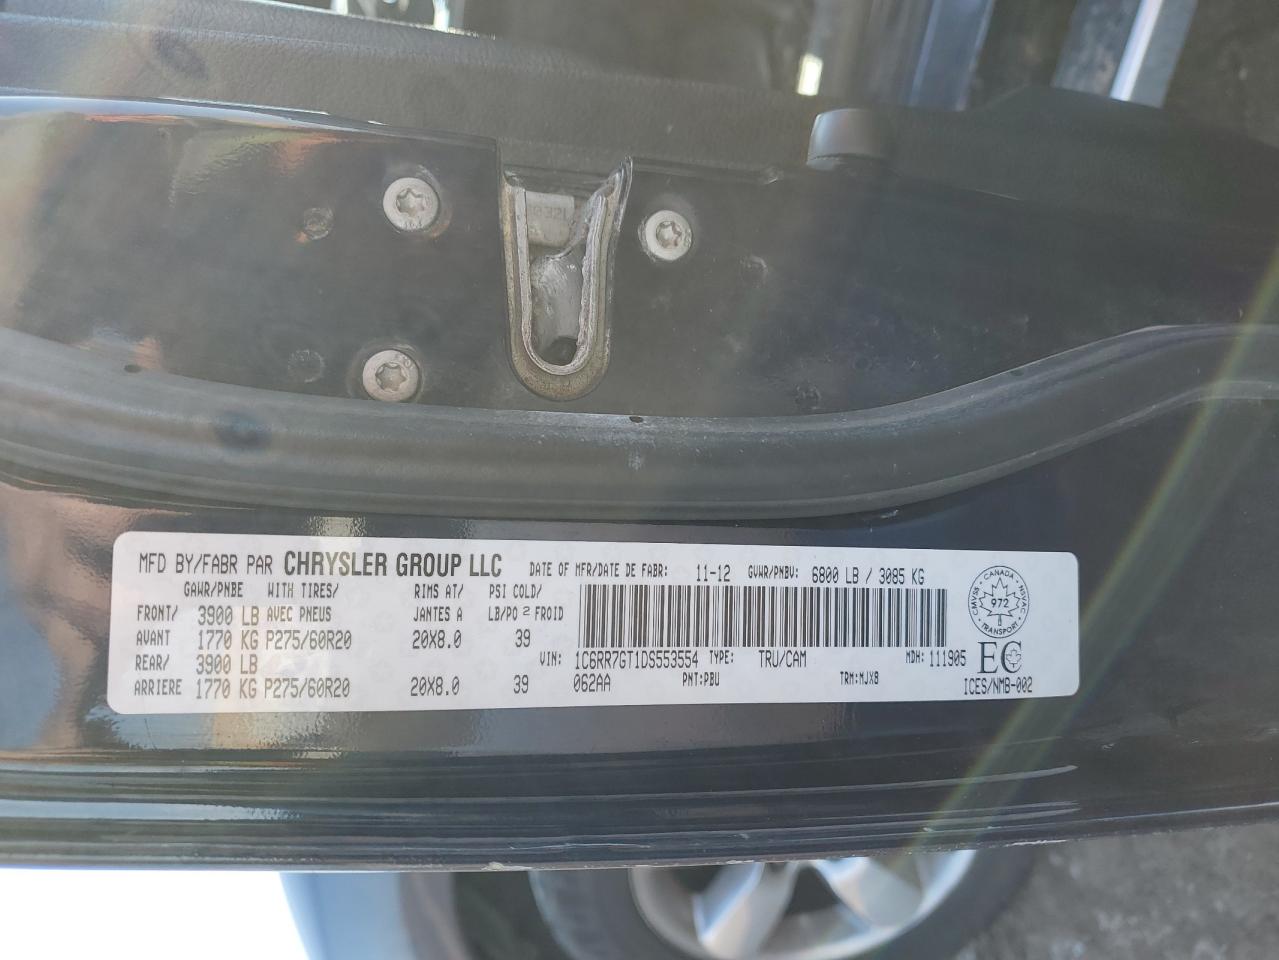 MFD BY/FABR PAR CHRYSLER GROUP LLC DATE OF MFR/DATE DE FABR: 11-12 GVWR/PNBV: 6800 LB / 3085 KG
GAWR/PNBE WITH TIRES/ RIMS AT/ PSI COLD/
FRONT/ 3900 LB AVEC PNEUS JANTES A LB/PO 2 FROID
AVANT 1770 KG P275/60R20 20X8.0 39
REAR/ 3900 LB
VIN: 1C6RR7GT1DS553554 TYPE: TRU/CAM MDH: 111905
ARRIERE 1770 KG P275/60R20 20X8.0 39 062AA PNT:PBU TRM:MJX8
CANADA
CMVSS NSVAC
972
TRANSPORT
EC
ICES/NMB-002